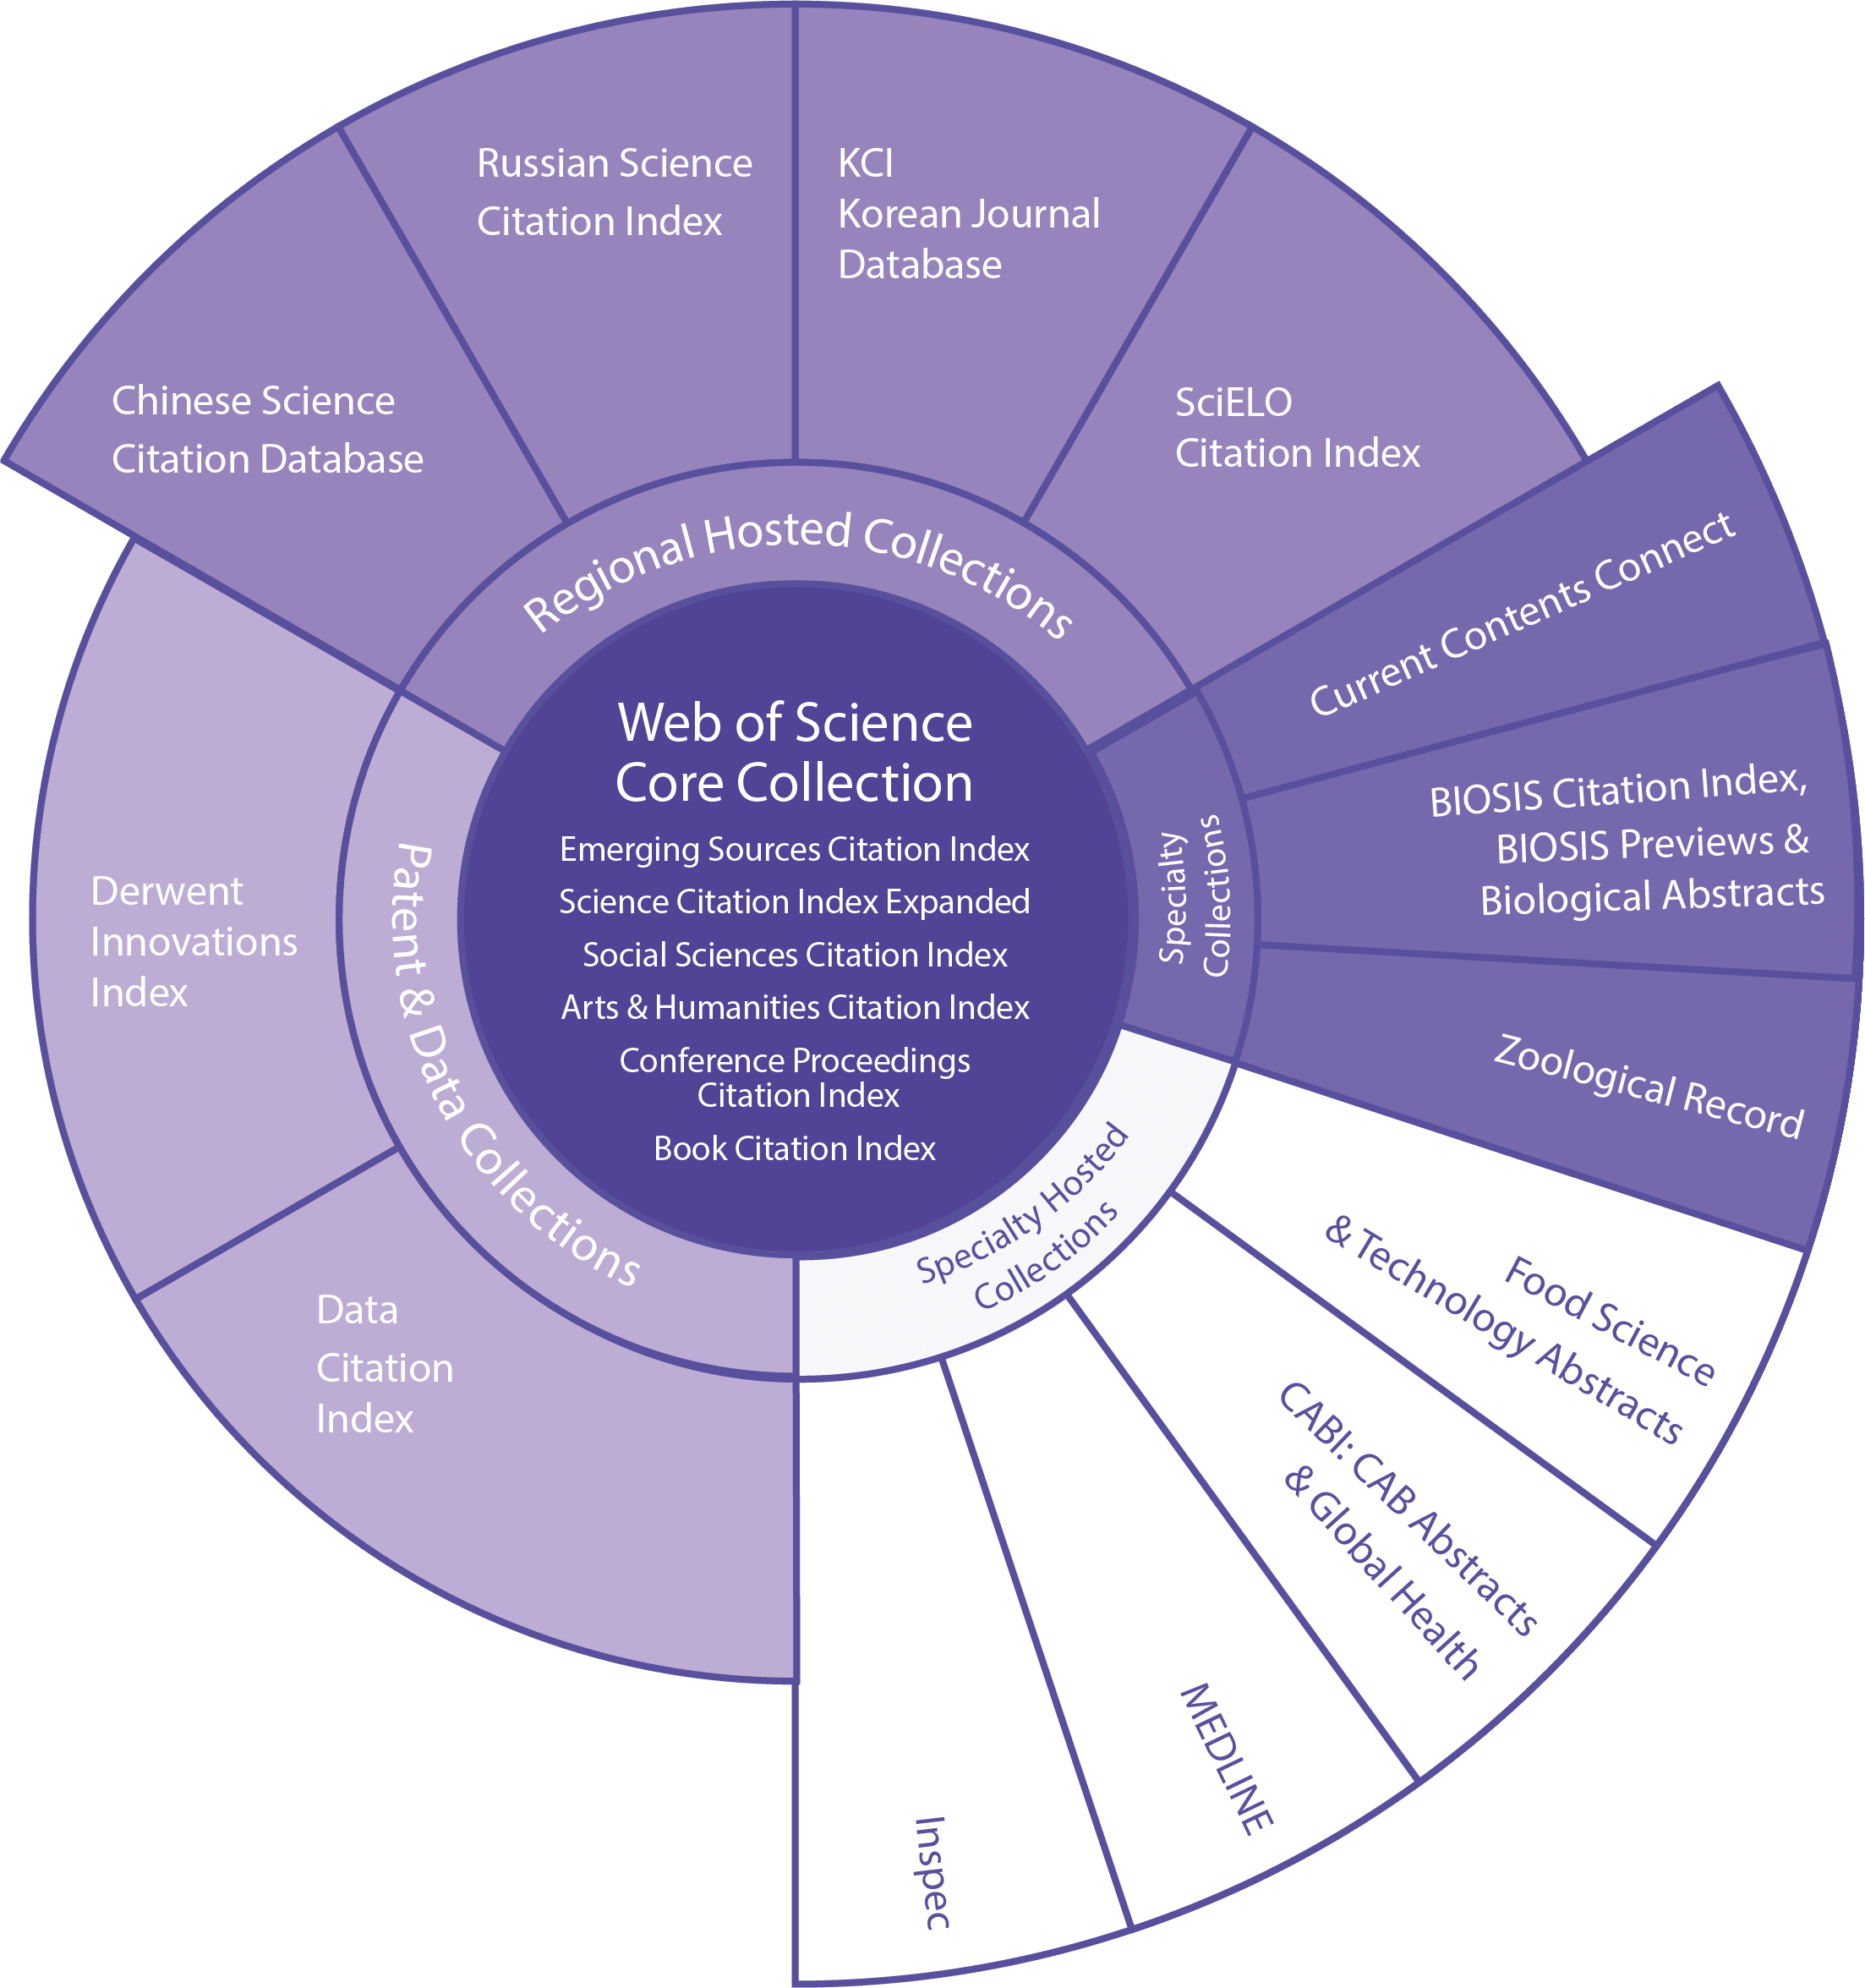 Russian Science
Citation Index
KCI
Korean Journal
Database
Chinese Science
Citation Database
SciELO
Citation Index
Regional Hosted Collections
Current Contents Connect
BIOSIS Citation Index,
BIOSIS Previews &
Biological Abstracts
Zoological Record
Specialty
Collections
Web of Science
Core Collection
Emerging Sources Citation Index
Science Citation Index Expanded
Social Sciences Citation Index
Arts & Humanities Citation Index
Conference Proceedings
Citation Index
Book Citation Index
Patent & Data Collections
Derwent
Innovations
Index
Data
Citation
Index
Specialty Hosted
Collections
Food Science
& Technology Abstracts
CABI: CAB Abstracts
& Global Health
MEDLINE
Inspec